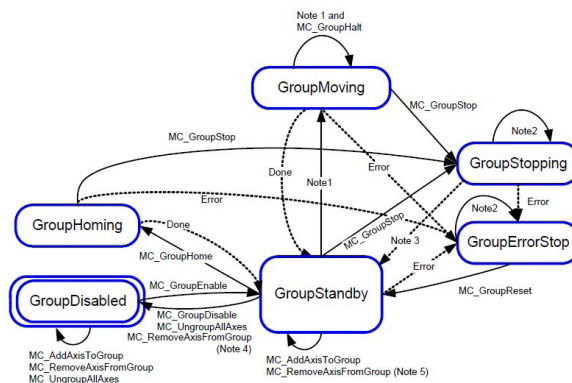 Note 1 and
MC_GroupHalt
GroupMoving
MC_GroupStop
Note2
MC_GroupStop
GroupStopping
Done
Error
Note1
Error
Error
MC_GroupStop
Note2
GroupHoming
Done
Note 3
GroupErrorStop
MC_GroupHome
Error
GroupStandby
MC_GroupReset
GroupDisabled
MC_GroupEnable
MC_GroupDisable
MC_UngroupAllAxes
MC_RemoveAxisFromGroup
(Note 4)
MC_AddAxisToGroup
MC_RemoveAxisFromGroup
MC_UngroupAllAxes
MC_AddAxisToGroup
MC_RemoveAxisFromGroup (Note 5)